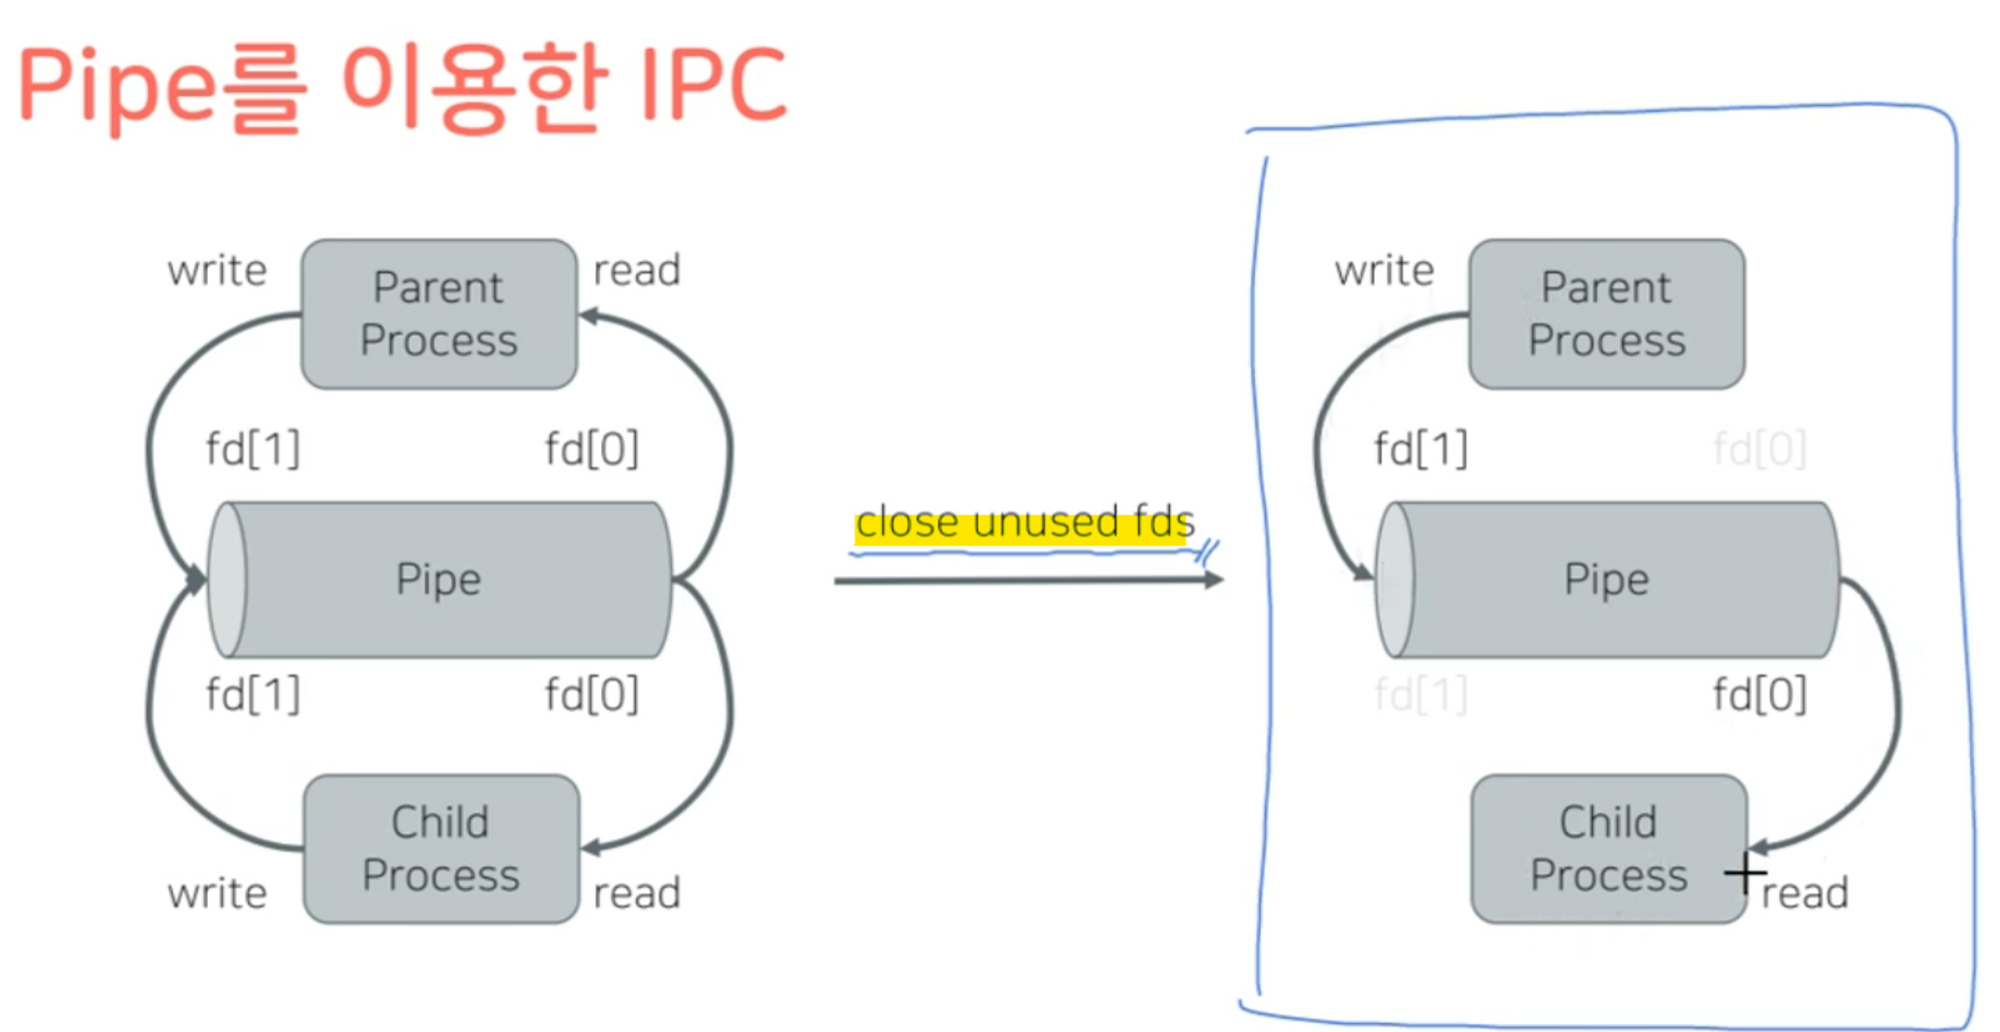 Pipe를 이용한 IPC
write
Parent
Process
read
fd[1]
fd[0]
Pipe
fd[1]
fd[0]
Child
Process
write
read
close unused fds
write
Parent
Process
fd[1]
fd[0]
Pipe
fd[1]
fd[0]
Child
Process
read